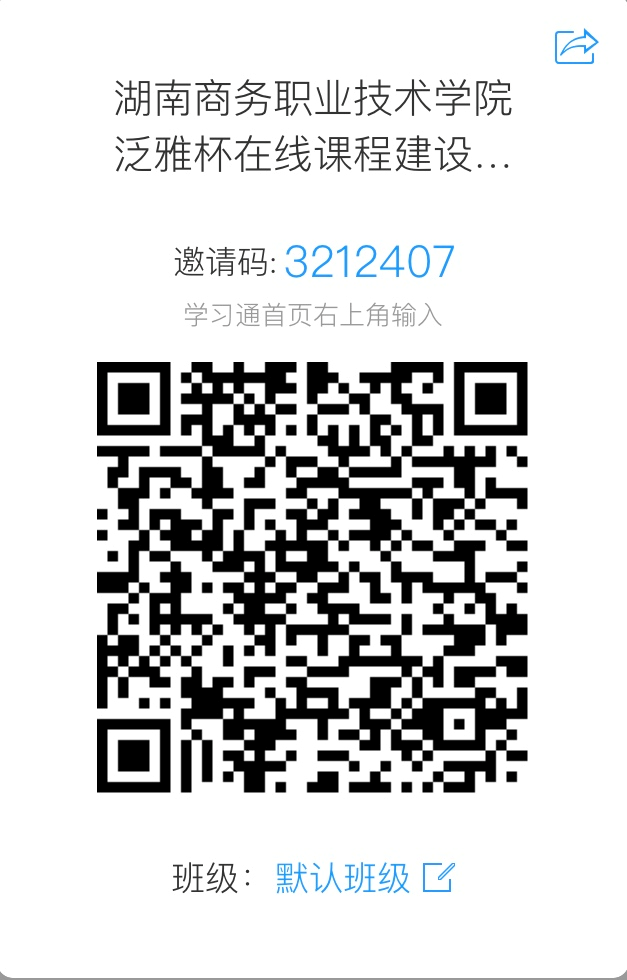 湖南商务职业技术学院
泛雅杯在线课程建设...
邀请码: 3212407
学习通首页右上角输入
班级： 默认班级